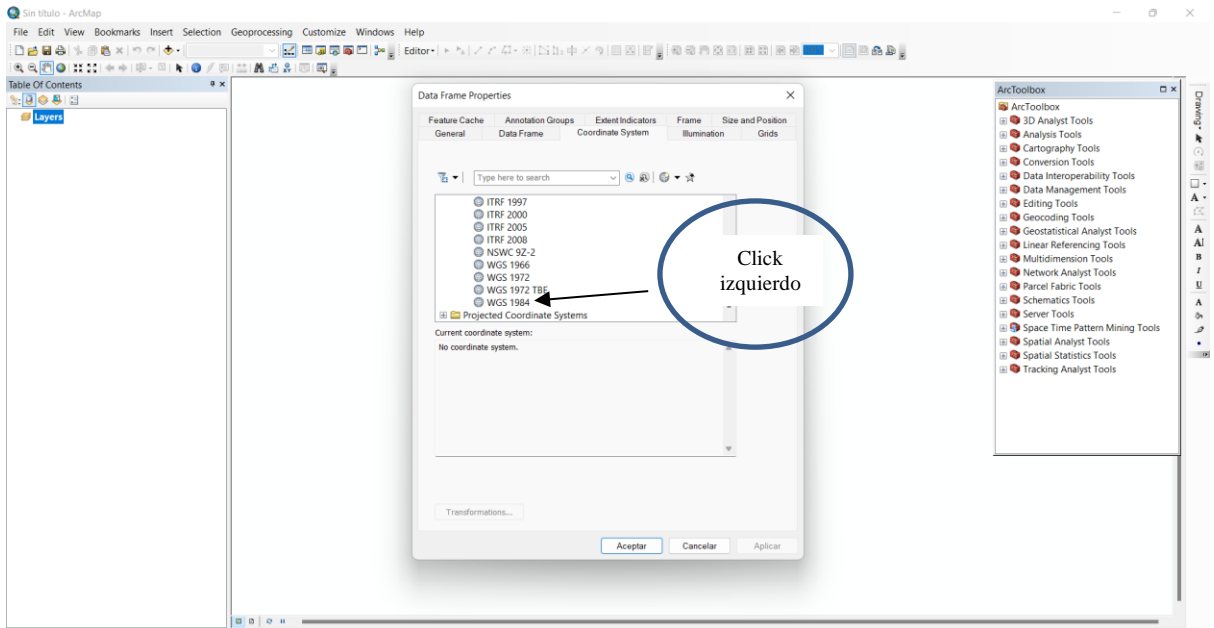 Sin título - ArcMap
File Edit View Bookmarks Insert Selection Geoprocessing Customize Windows Help
Editor
Table Of Contents
Layers
Data Frame Properties
Feature Cache Annotation Groups Extent Indicators Frame Size and Position
General Data Frame Coordinate System Illumination Grids
Type here to search
ITRF 1997
ITRF 2000
ITRF 2005
ITRF 2008
NSWC 9Z-2
WGS 1966
WGS 1972
WGS 1972 TBE
WGS 1984
Projected Coordinate Systems
Current coordinate system:
No coordinate system.
Transformations...
Aceptar Cancelar Aplicar
Click
izquierdo
ArcToolbox
ArcToolbox
3D Analyst Tools
Analysis Tools
Cartography Tools
Conversion Tools
Data Interoperability Tools
Data Management Tools
Editing Tools
Geocoding Tools
Geostatistical Analyst Tools
Linear Referencing Tools
Multidimension Tools
Network Analyst Tools
Parcel Fabric Tools
Schematics Tools
Server Tools
Space Time Pattern Mining Tools
Spatial Analyst Tools
Spatial Statistics Tools
Tracking Analyst Tools
Drawing
A
A
AI
B
I
U
A